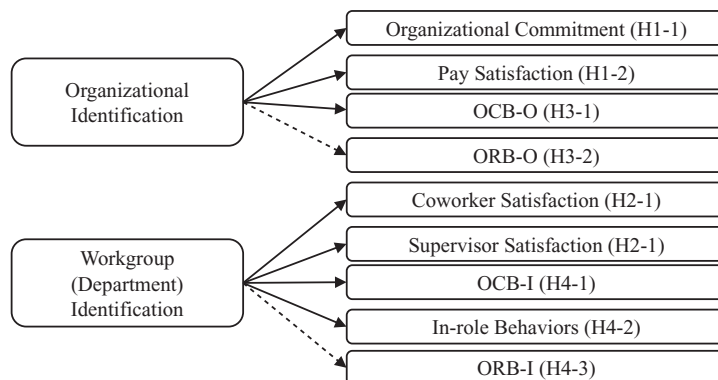 Organizational Commitment (H1-1)
Organizational
Identification
Pay Satisfaction (H1-2)
OCB-O (H3-1)
ORB-O (H3-2)
Coworker Satisfaction (H2-1)
Workgroup
(Department)
Identification
Supervisor Satisfaction (H2-1)
OCB-I (H4-1)
In-role Behaviors (H4-2)
ORB-I (H4-3)